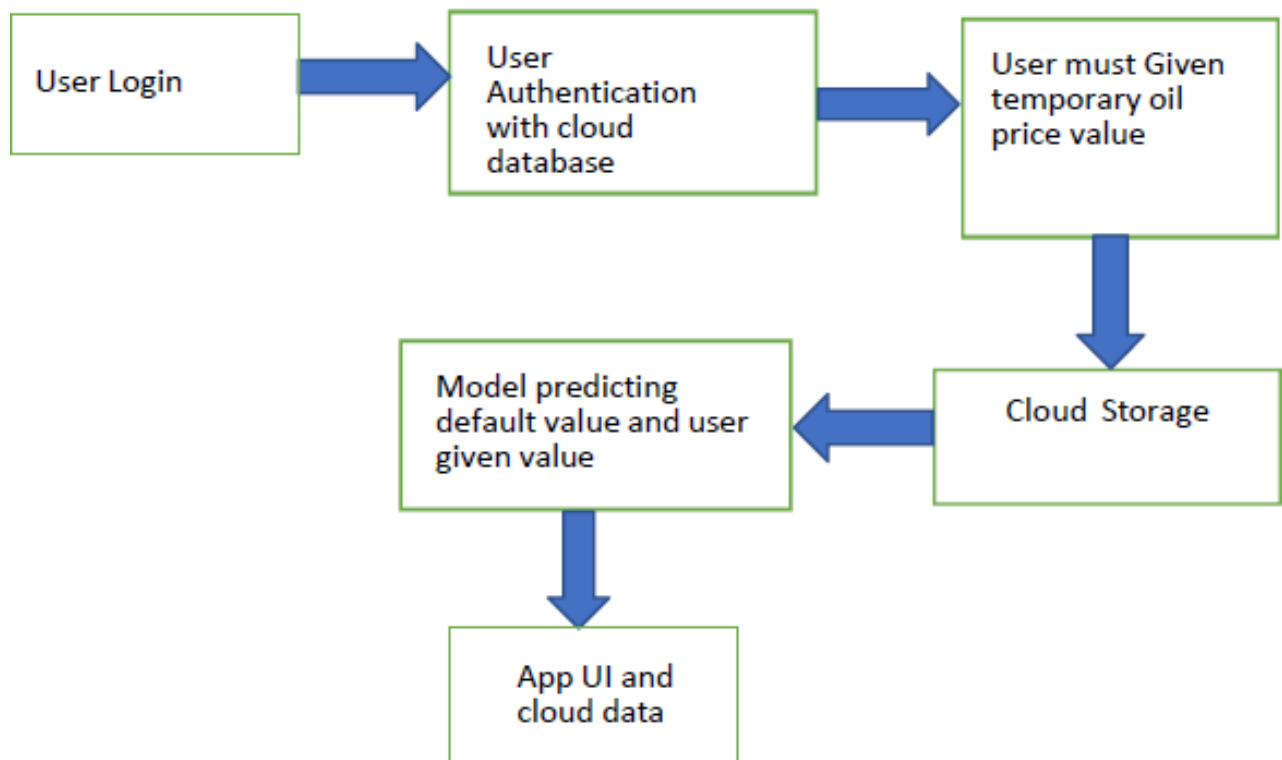 User Login
User
Authentication
with cloud
database
User must Given
temporary oil
price value
Model predicting
default value and user
given value
Cloud Storage
App UI and
cloud data